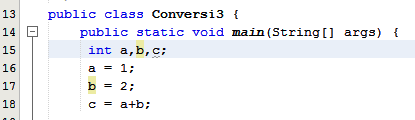 13 public class Conversi3 {
14 public static void main(String[] args) {
15 int a,b,c;
16 a = 1;
17 b = 2;
18 c = a+b;